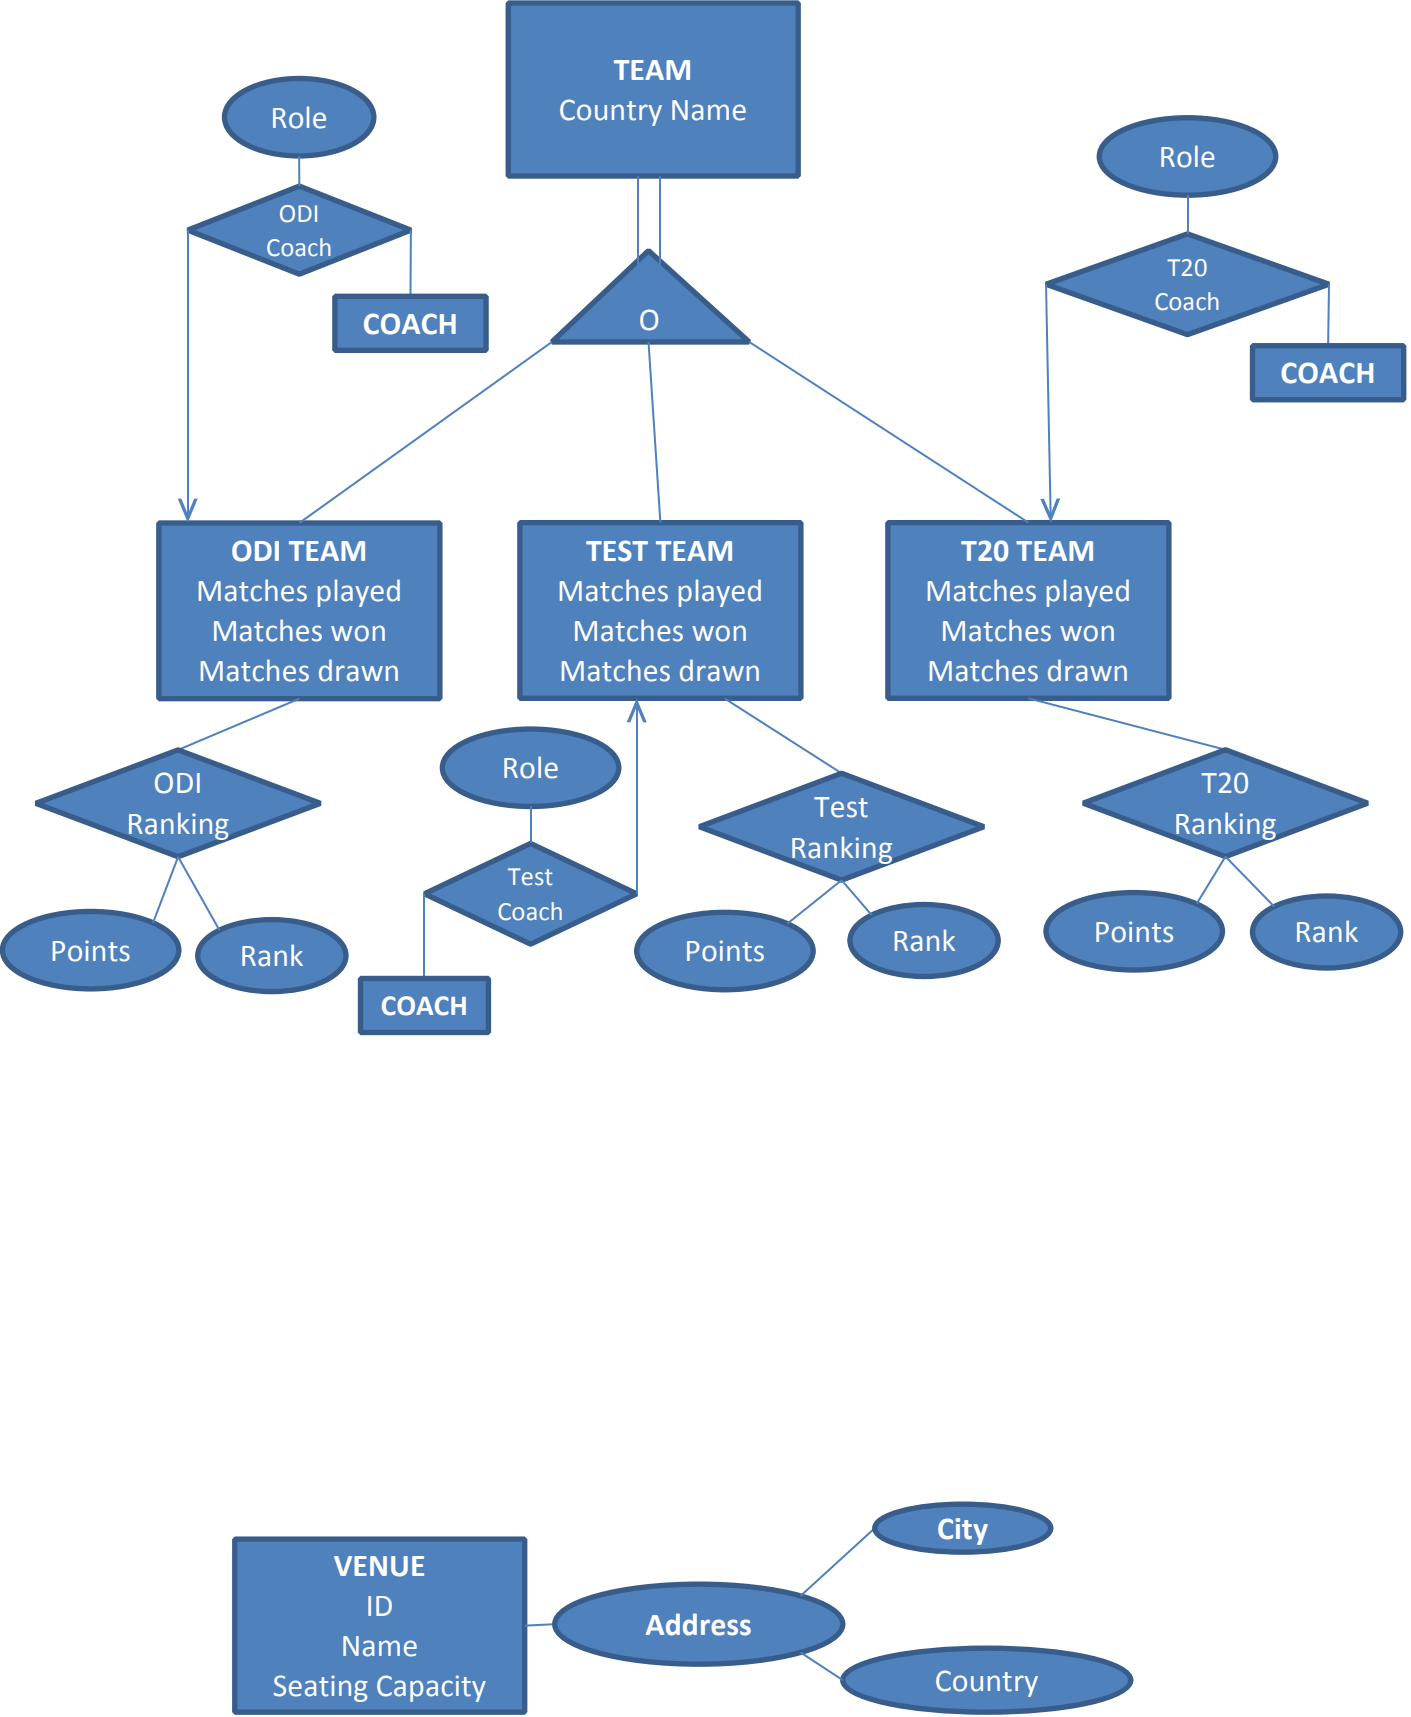 TEAM
Country Name
Role
ODI
Coach
COACH
Role
T20
Coach
COACH
O
ODI TEAM
Matches played
Matches won
Matches drawn
TEST TEAM
Matches played
Matches won
Matches drawn
T20 TEAM
Matches played
Matches won
Matches drawn
ODI
Ranking
Points
Rank
Role
Test
Coach
COACH
Test
Ranking
Points
Rank
T20
Ranking
Points
Rank
VENUE
ID
Name
Seating Capacity
Address
City
Country